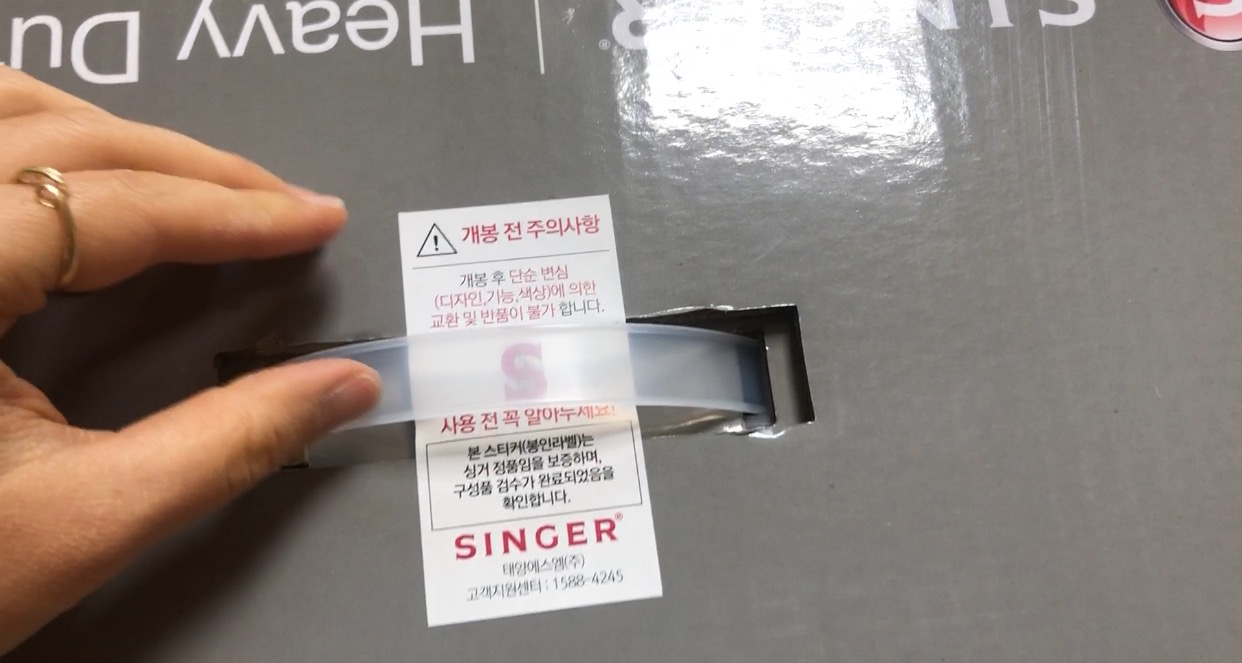 Heavy Du
SINGER®
⚠ 개봉 전 주의사항
개봉 후 단순 변심
(디자인,기능,색상)에 의한
교환 및 반품이 불가 합니다.
S
사용 전 꼭 알아두세요!
본 스티커(봉인라벨)는
싱거 정품임을 보증하며,
구성품 검수가 완료되었음을
확인합니다.
SINGER®
태양에스엠(주)
고객지원센터 : 1588-4245